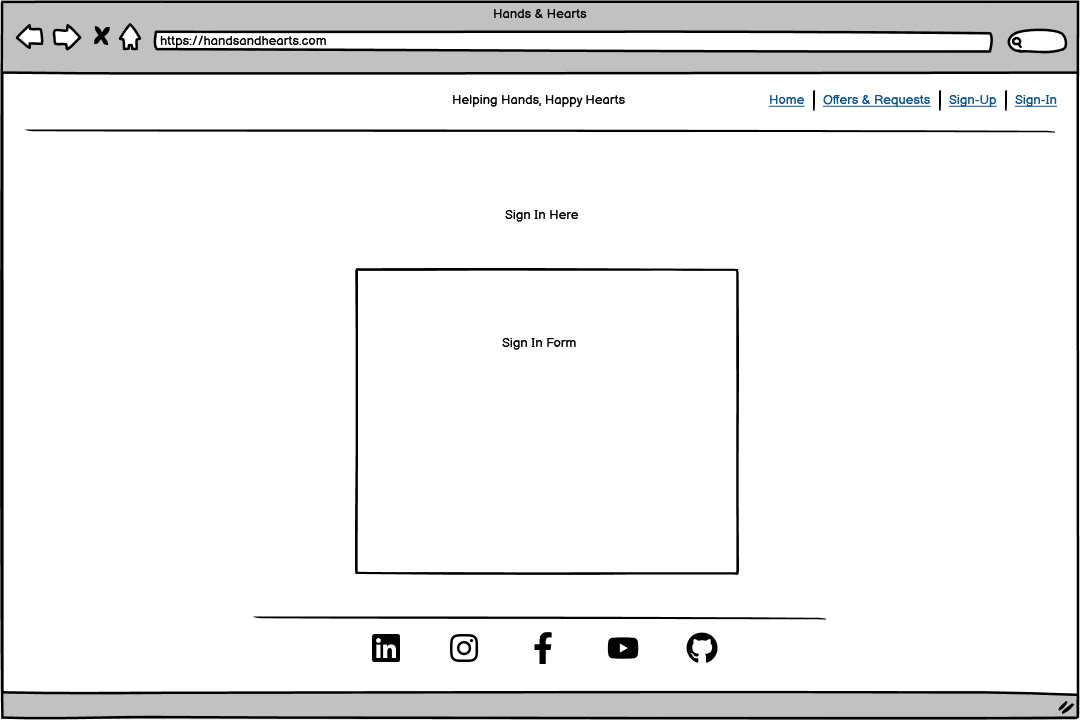 Hands & Hearts
https://handsandhearts.com
Helping Hands, Happy Hearts
Home | Offers & Requests | Sign-Up | Sign-In
Sign In Here
Sign In Form
in